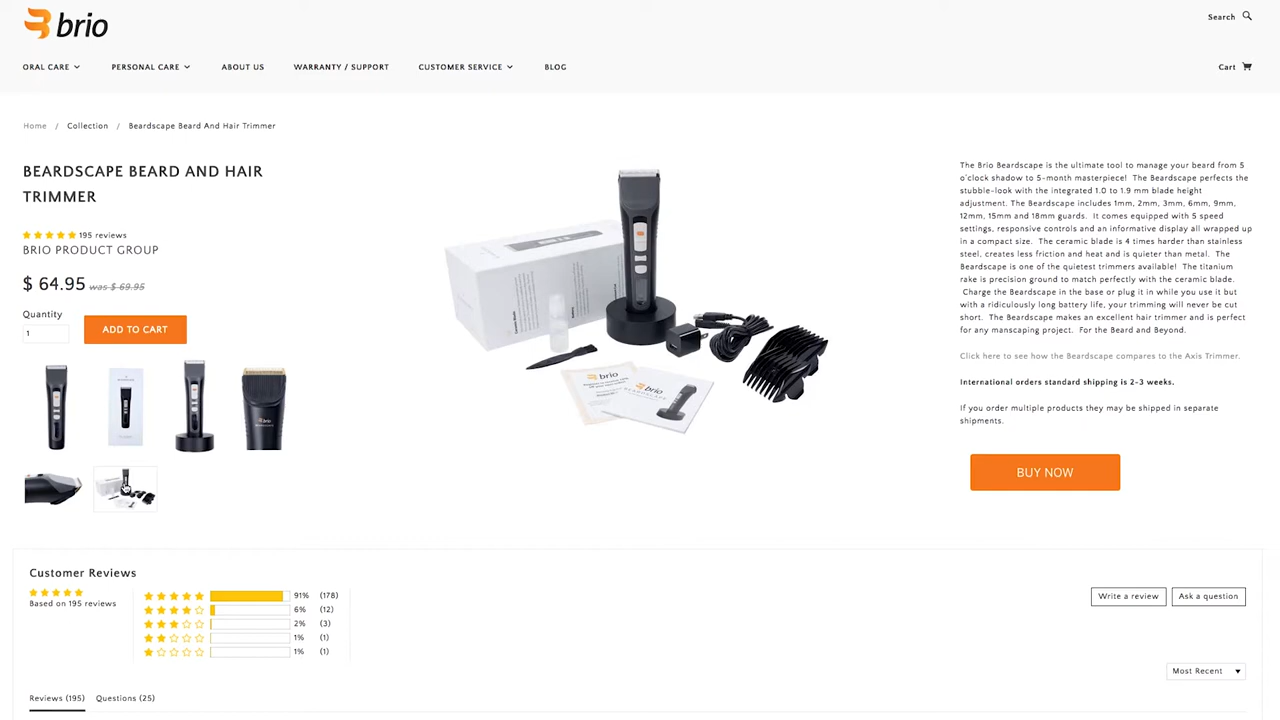 brio
Search
ORAL CARE
PERSONAL CARE
ABOUT US
WARRANTY / SUPPORT
CUSTOMER SERVICE
BLOG
Cart
Home / Collection / Beardscape Beard And Hair Trimmer
BEARDSCAPE BEARD AND HAIR
TRIMMER
195 reviews
BRIO PRODUCT GROUP
$ 64.95 was $ 69.95
Quantity
1
ADD TO CART
brio
brio
BEARDSCAPE
brio
The Brio Beardscape is the ultimate tool to manage your beard from 5
o'clock shadow to 5-month masterpiece! The Beardscape perfects the
stubble-look with the integrated 1.0 to 1.9 mm blade height
adjustment. The Beardscape includes 1mm, 2mm, 3mm, 6mm, 9mm,
12mm, 15mm and 18mm guards. It comes equipped with 5 speed
settings, responsive controls and an informative display all wrapped up
in a compact size. The ceramic blade is 4 times harder than stainless
steel, creates less friction and heat and is quieter than metal. The
Beardscape is one of the quietest trimmers available! The titanium
rake is precision ground to match perfectly with the ceramic blade.
Charge the Beardscape in the base or plug it in while you use it but
with a ridiculously long battery life, your trimming will never be cut
short. The Beardscape makes an excellent hair trimmer and is perfect
for any manscaping project. For the Beard and Beyond.
Click here to see how the Beardscape compares to the Axis Trimmer.
International orders standard shipping is 2-3 weeks.
If you order multiple products they may be shipped in separate
shipments.
BUY NOW
Customer Reviews
Based on 195 reviews
91% (178)
6% (12)
2% (3)
1% (1)
1% (1)
Write a review
Ask a question
Most Recent
Reviews (195)
Questions (25)